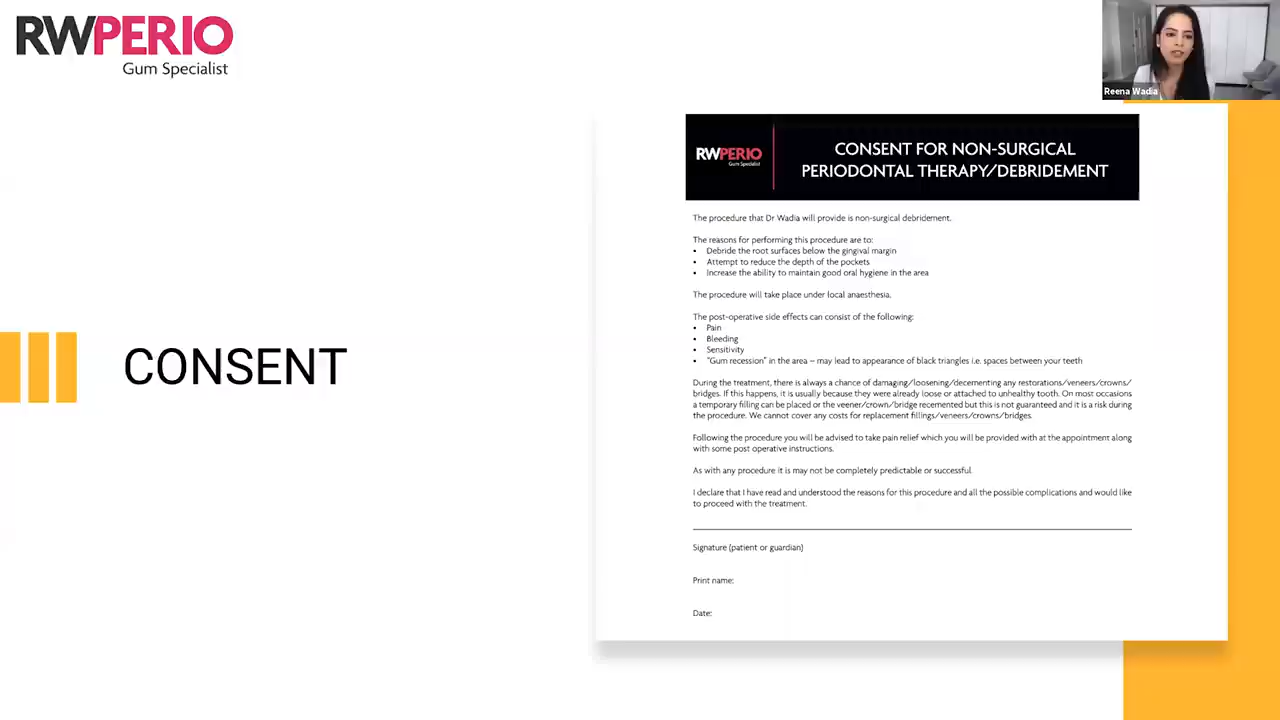 RWPERIO
Gum Specialist
Reena Wadia
CONSENT
RWPERIO
Gum Specialist
CONSENT FOR NON-SURGICAL
PERIODONTAL THERAPY/DEBRIDEMENT
The procedure that Dr Wadia will provide is non-surgical debridement.
The reasons for performing this procedure are to:
• Debride the root surfaces below the gingival margin
• Attempt to reduce the depth of the pockets
• Increase the ability to maintain good oral hygiene in the area
The procedure will take place under local anaesthesia.
The post-operative side effects can consist of the following:
• Pain
• Bleeding
• Sensitivity
• "Gum recession" in the area – may lead to appearance of black triangles i.e. spaces between your teeth
During the treatment, there is always a chance of damaging/loosening/decementing any restorations/veneers/crowns/
bridges. If this happens, it is usually because they were already loose or attached to unhealthy tooth. On most occasions
a temporary filling can be placed or the veener/crown/bridge recemented but this is not guaranteed and it is a risk during
the procedure. We cannot cover any costs for replacement fillings/veneers/crowns/bridges.
Following the procedure you will be advised to take pain relief which you will be provided with at the appointment along
with some post operative instructions.
As with any procedure it is may not be completely predictable or successful.
I declare that I have read and understood the reasons for this procedure and all the possible complications and would like
to proceed with the treatment.
Signature (patient or guardian)
Print name:
Date: